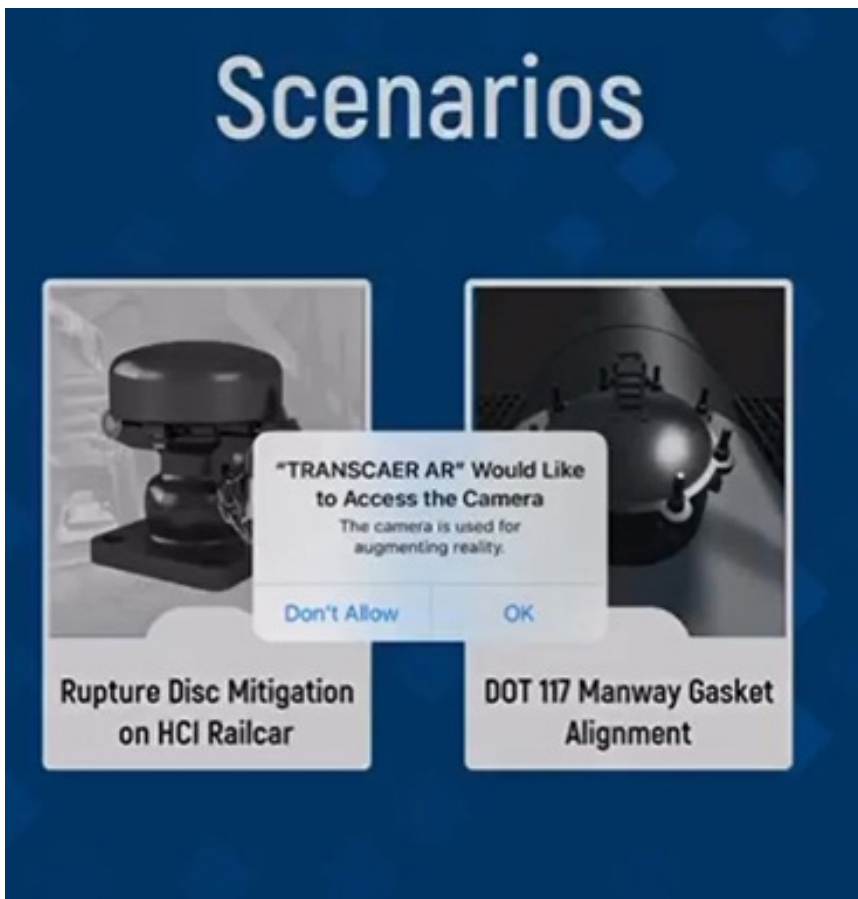 Scenarios
"TRANSCAER AR" Would Like
to Access the Camera
The camera is used for
augmenting reality.
Don't Allow
OK
Rupture Disc Mitigation
on HCI Railcar
DOT 117 Manway Gasket
Alignment